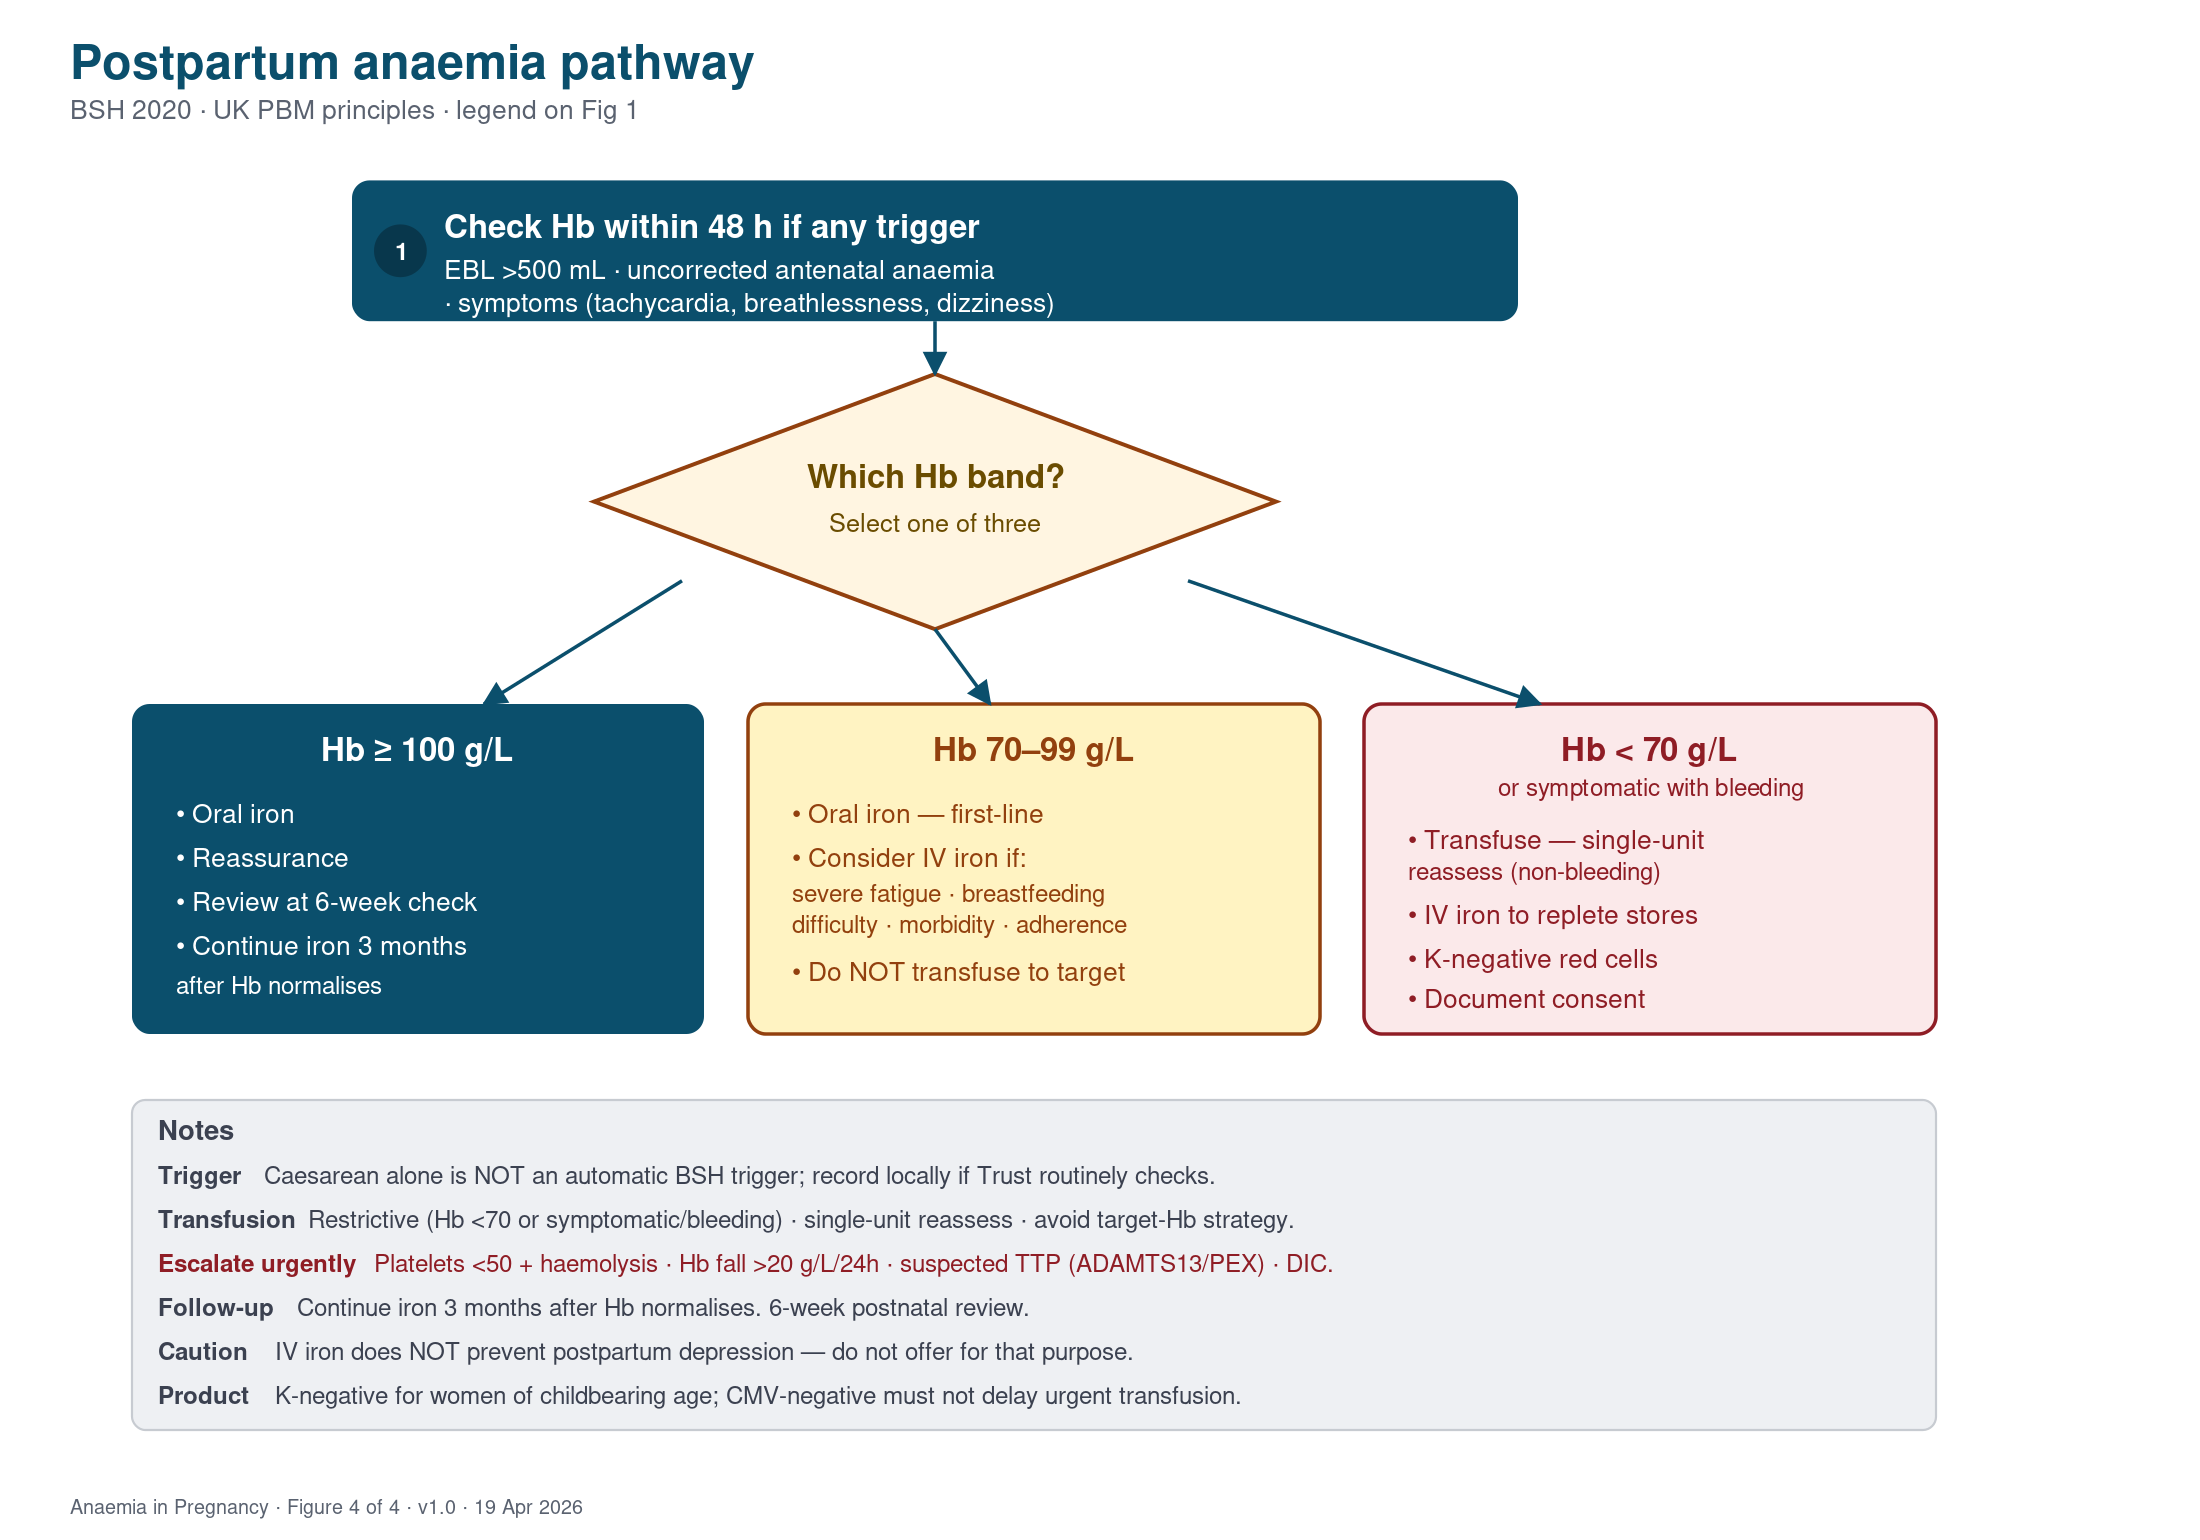 Postpartum anaemia pathway
BSH 2020 · UK PBM principles · legend on Fig 1
1
Check Hb within 48 h if any trigger
EBL >500 mL · uncorrected antenatal anaemia
· symptoms (tachycardia, breathlessness, dizziness)
Which Hb band?
Select one of three
Hb ≥ 100 g/L
• Oral iron
• Reassurance
• Review at 6-week check
• Continue iron 3 months
after Hb normalises
Hb 70–99 g/L
• Oral iron — first-line
• Consider IV iron if:
severe fatigue · breastfeeding
difficulty · morbidity · adherence
• Do NOT transfuse to target
Hb < 70 g/L
or symptomatic with bleeding
• Transfuse — single-unit
reassess (non-bleeding)
• IV iron to replete stores
• K-negative red cells
• Document consent
Notes
Trigger Caesarean alone is NOT an automatic BSH trigger; record locally if Trust routinely checks.
Transfusion Restrictive (Hb <70 or symptomatic/bleeding) · single-unit reassess · avoid target-Hb strategy.
Escalate urgently Platelets <50 + haemolysis · Hb fall >20 g/L/24h · suspected TTP (ADAMTS13/PEX) · DIC.
Follow-up Continue iron 3 months after Hb normalises. 6-week postnatal review.
Caution IV iron does NOT prevent postpartum depression — do not offer for that purpose.
Product K-negative for women of childbearing age; CMV-negative must not delay urgent transfusion.
Anaemia in Pregnancy · Figure 4 of 4 · v1.0 · 19 Apr 2026